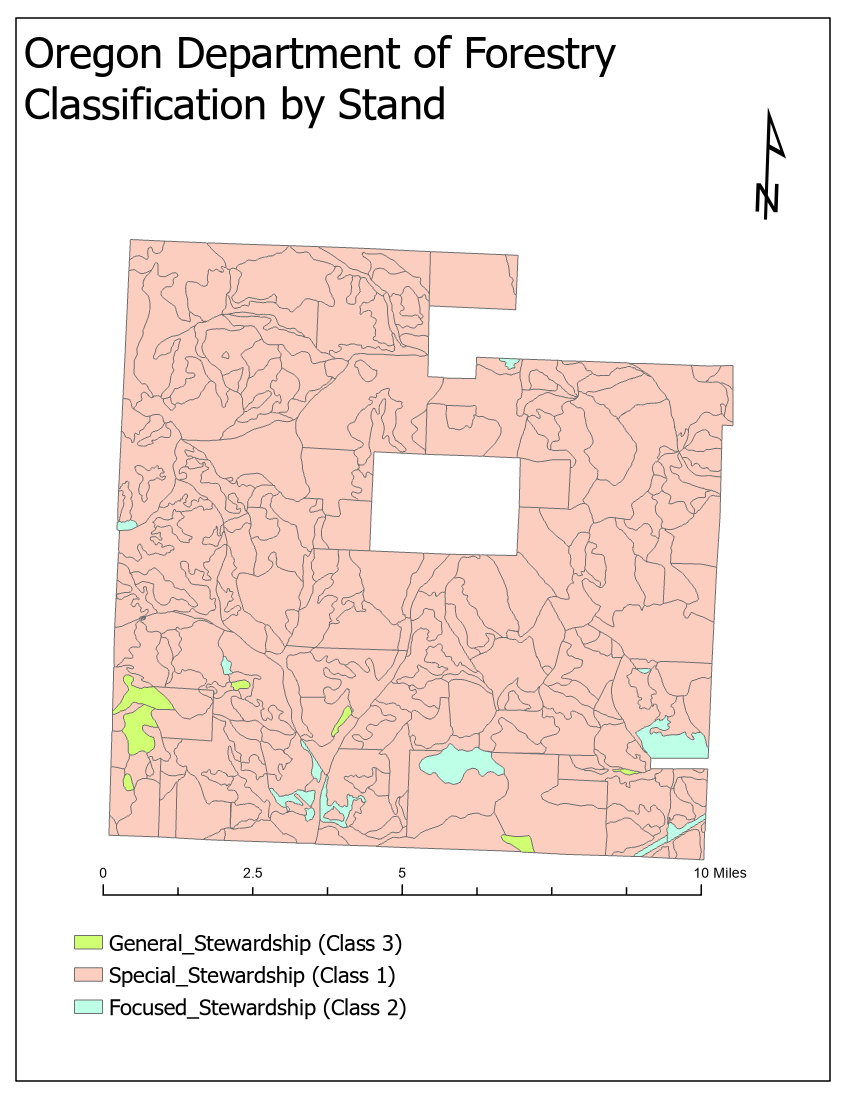 Oregon Department of Forestry
Classification by Stand
N
0 2.5 5 10 Miles
General_Stewardship (Class 3)
Special_Stewardship (Class 1)
Focused_Stewardship (Class 2)